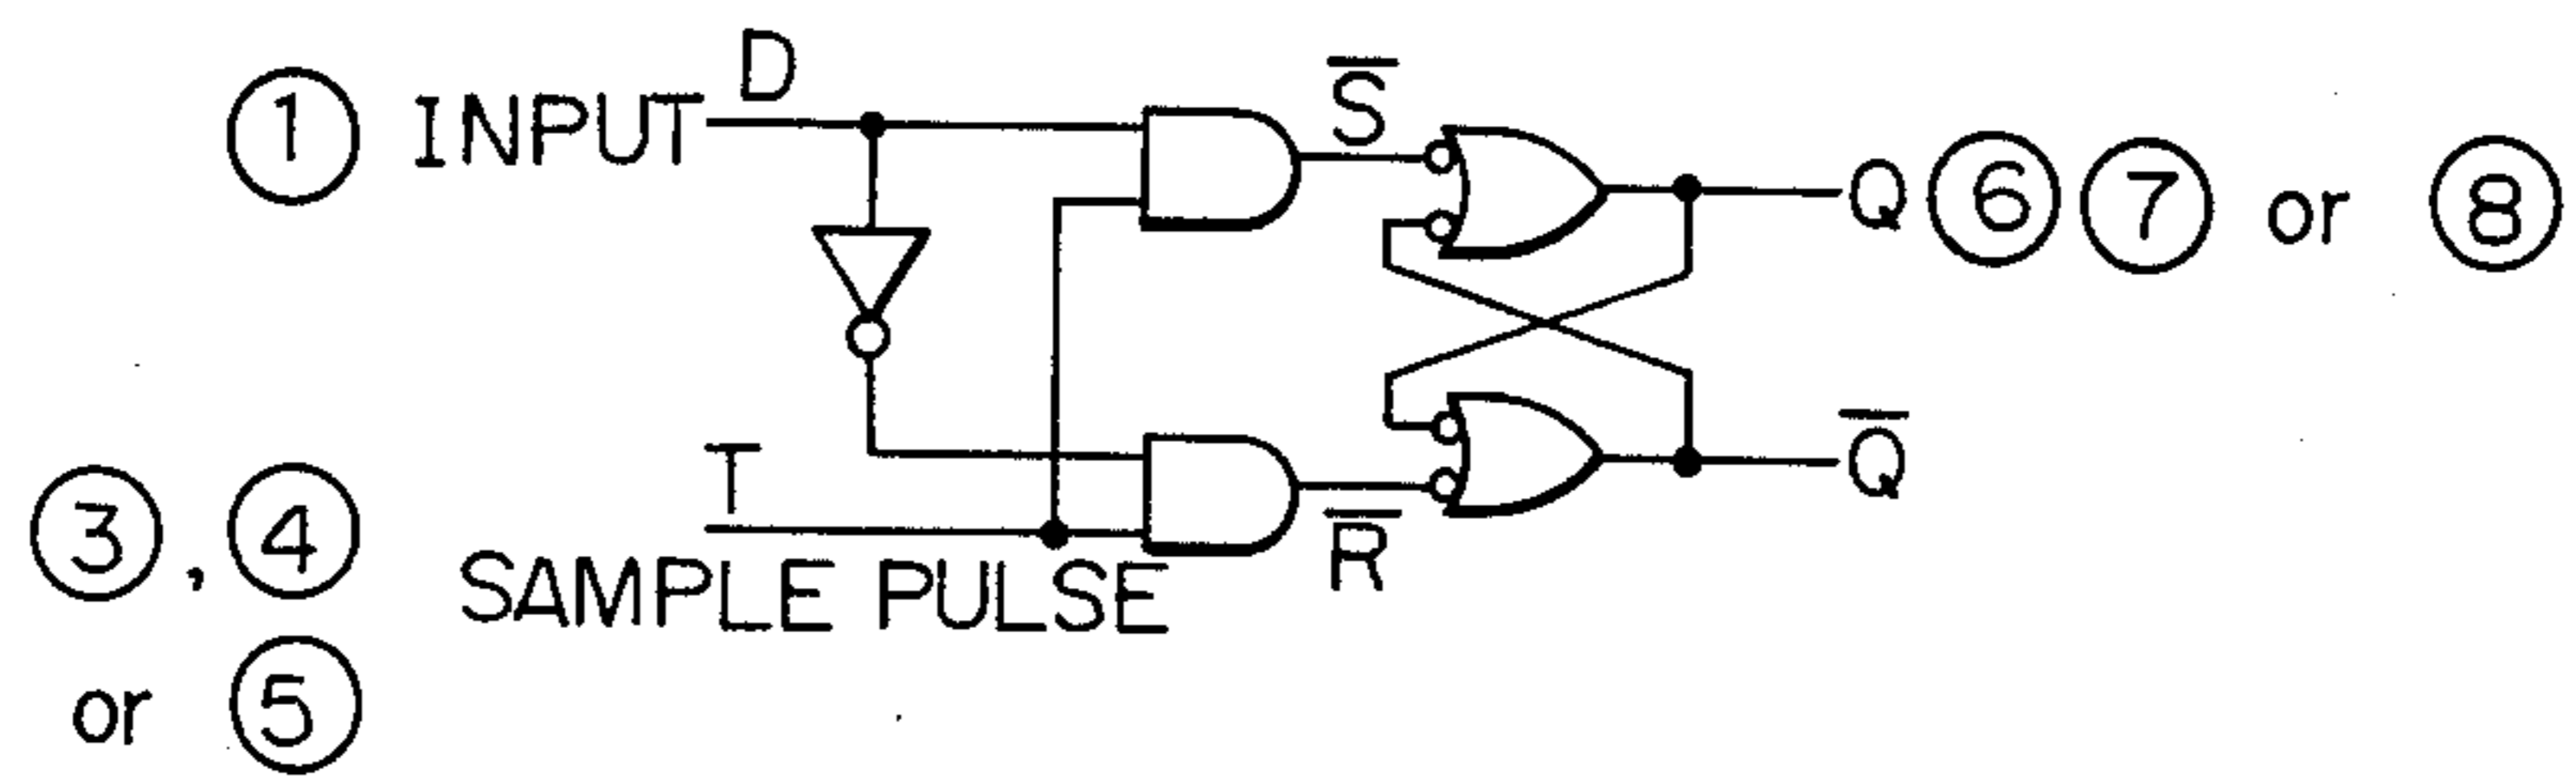 ① INPUT D
S̅
Q ⑥ ⑦ or ⑧
③ , ④ T
SAMPLE PULSE
R̅
Q̅
or ⑤